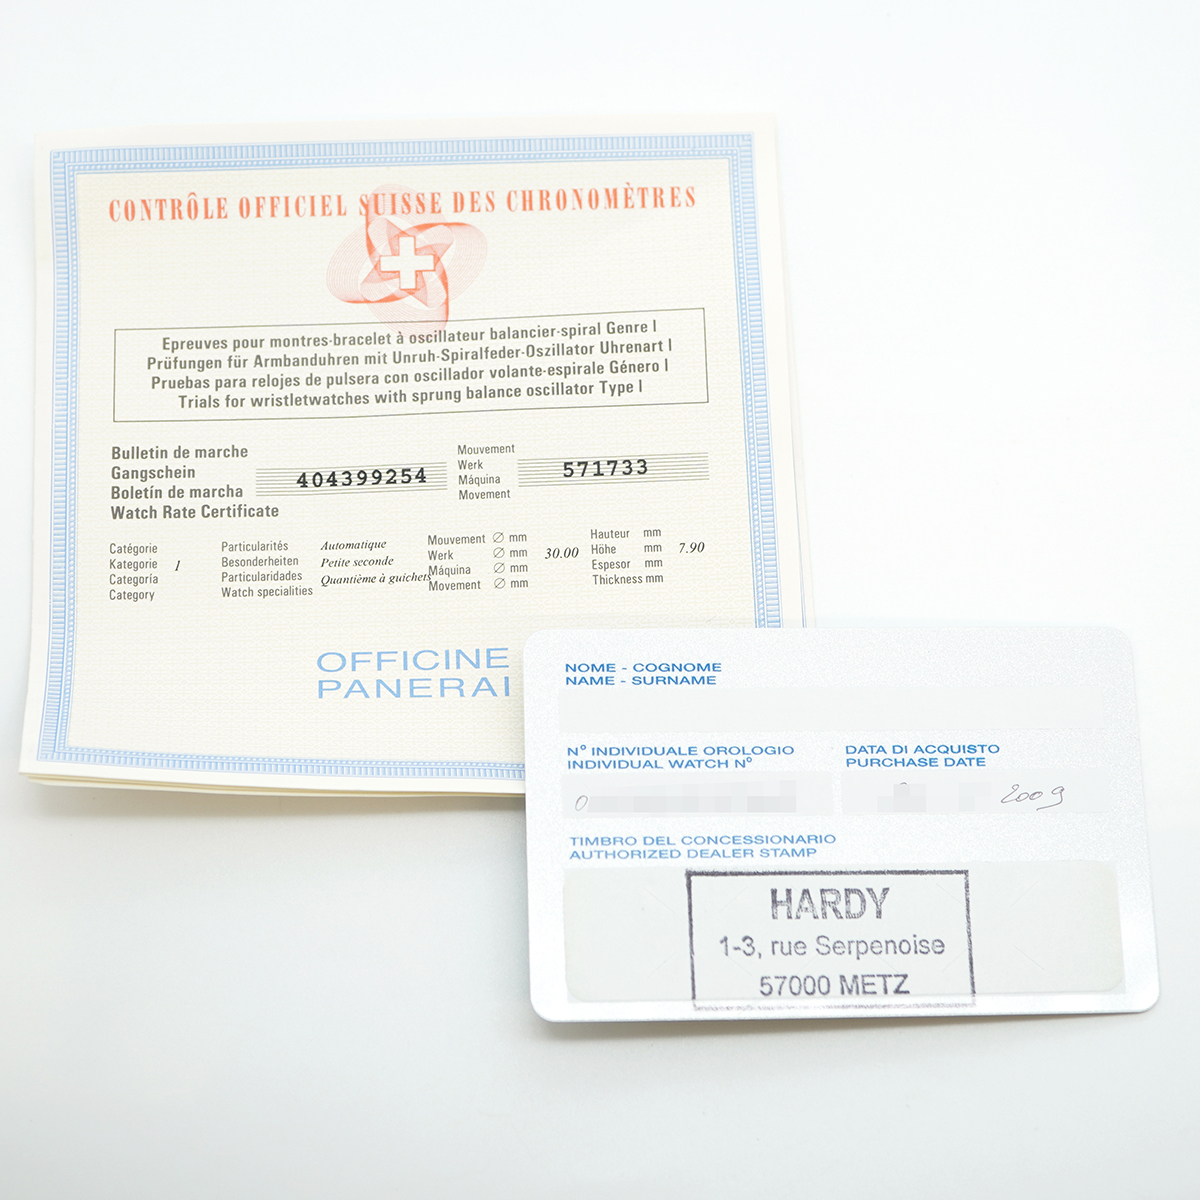 CONTRÔLE OFFICIEL SUISSE DES CHRONOMÈTRES
Epreuves pour montres-bracelet à oscillateur balancier-spiral Genre I
Prüfungen für Armbanduhren mit Unruh-Spiralfeder-Oszillator Uhrenart I
Pruebas para relojes de pulsera con oscillador volante-espirale Género I
Trials for wristletwatches with sprung balance oscillator Type I
Bulletin de marche
Gangschein
Boletín de marcha
Watch Rate Certificate
404399254
Mouvement
Werk
Máquina
Movement
571733
Catégorie
Kategorie
Categoría
Category
1
Particularités
Besonderheiten
Particularidades
Watch specialities
Automatique
Petite seconde
Quantième à guichets
Mouvement ∅ mm
Werk ∅ mm
Máquina ∅ mm
Movement ∅ mm
30.00
Hauteur mm
Höhe mm
Espesor mm
Thickness mm
7.90
OFFICINE
PANERAI
NOME - COGNOME
NAME - SURNAME
N° INDIVIDUALE OROLOGIO
INDIVIDUAL WATCH N°
0
DATA DI ACQUISTO
PURCHASE DATE
2009
TIMBRO DEL CONCESSIONARIO
AUTHORIZED DEALER STAMP
HARDY
1-3, rue Serpenoise
57000 METZ